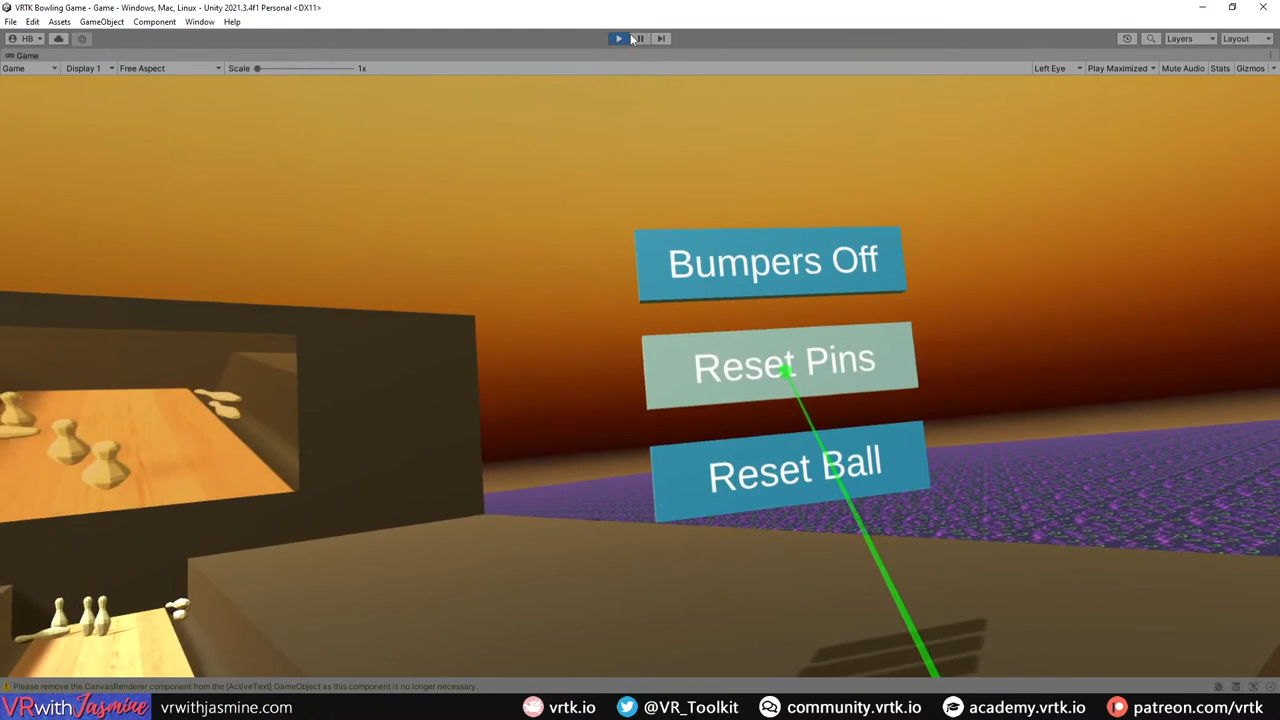 VRTK Bowling Game - Game - Windows, Mac, Linux - Unity 2021.3.4f1 Personal <DX11>
File Edit Assets GameObject Component Window Help
HB Layers Layout
Game
Game Display 1 Free Aspect Scale 1x Left Eye Play Maximized Mute Audio Stats Gizmos
Bumpers Off
Reset Pins
Reset Ball
Please remove the CanvasRenderer component from the [ActiveText] GameObject as this component is no longer necessary.
VRwithJasmine vrwithjasmine.com vrtk.io @VR_Toolkit community.vrtk.io academy.vrtk.io patreon.com/vrtk